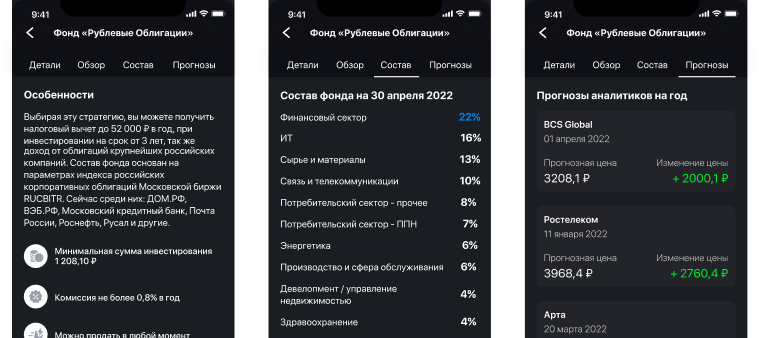 9:41
Фонд «Рублевые Облигации»
Детали Обзор Состав Прогнозы
Особенности
Выбирая эту стратегию, вы можете получить
налоговый вычет до 52 000 ₽ в год, при
инвестировании на срок от 3 лет, так же
доход от облигаций крупнейших российских
компаний. Состав фонда основан на
параметрах индекса российских
корпоративных облигаций Московской биржи
RUCBITR. Сейчас среди них: ДОМ.РФ,
ВЭБ.РФ, Московский кредитный банк, Почта
России, Роснефть, Русал и другие.
Минимальная сумма инвестирования
1 208,10 ₽
Комиссия не более 0,8% в год
Можно продать в любой момент
9:41
Фонд «Рублевые Облигации»
Детали Обзор Состав Прогнозы
Состав фонда на 30 апреля 2022
Финансовый сектор 22%
ИТ 16%
Сырье и материалы 13%
Связь и телекоммуникации 10%
Потребительский сектор - прочее 8%
Потребительский сектор - ППН 7%
Энергетика 6%
Производство и сфера обслуживания 6%
Девелопмент / управление
недвижимостью 4%
Здравоохранение 4%
9:41
Фонд «Рублевые Облигации»
Детали Обзор Состав Прогнозы
Прогнозы аналитиков на год
BCS Global
01 апреля 2022
Прогнозная цена Изменение цены
3208,1 ₽ + 2000,1 ₽
Ростелеком
11 января 2022
Прогнозная цена Изменение цены
3968,4 ₽ + 2760,4 ₽
Арта
20 марта 2022